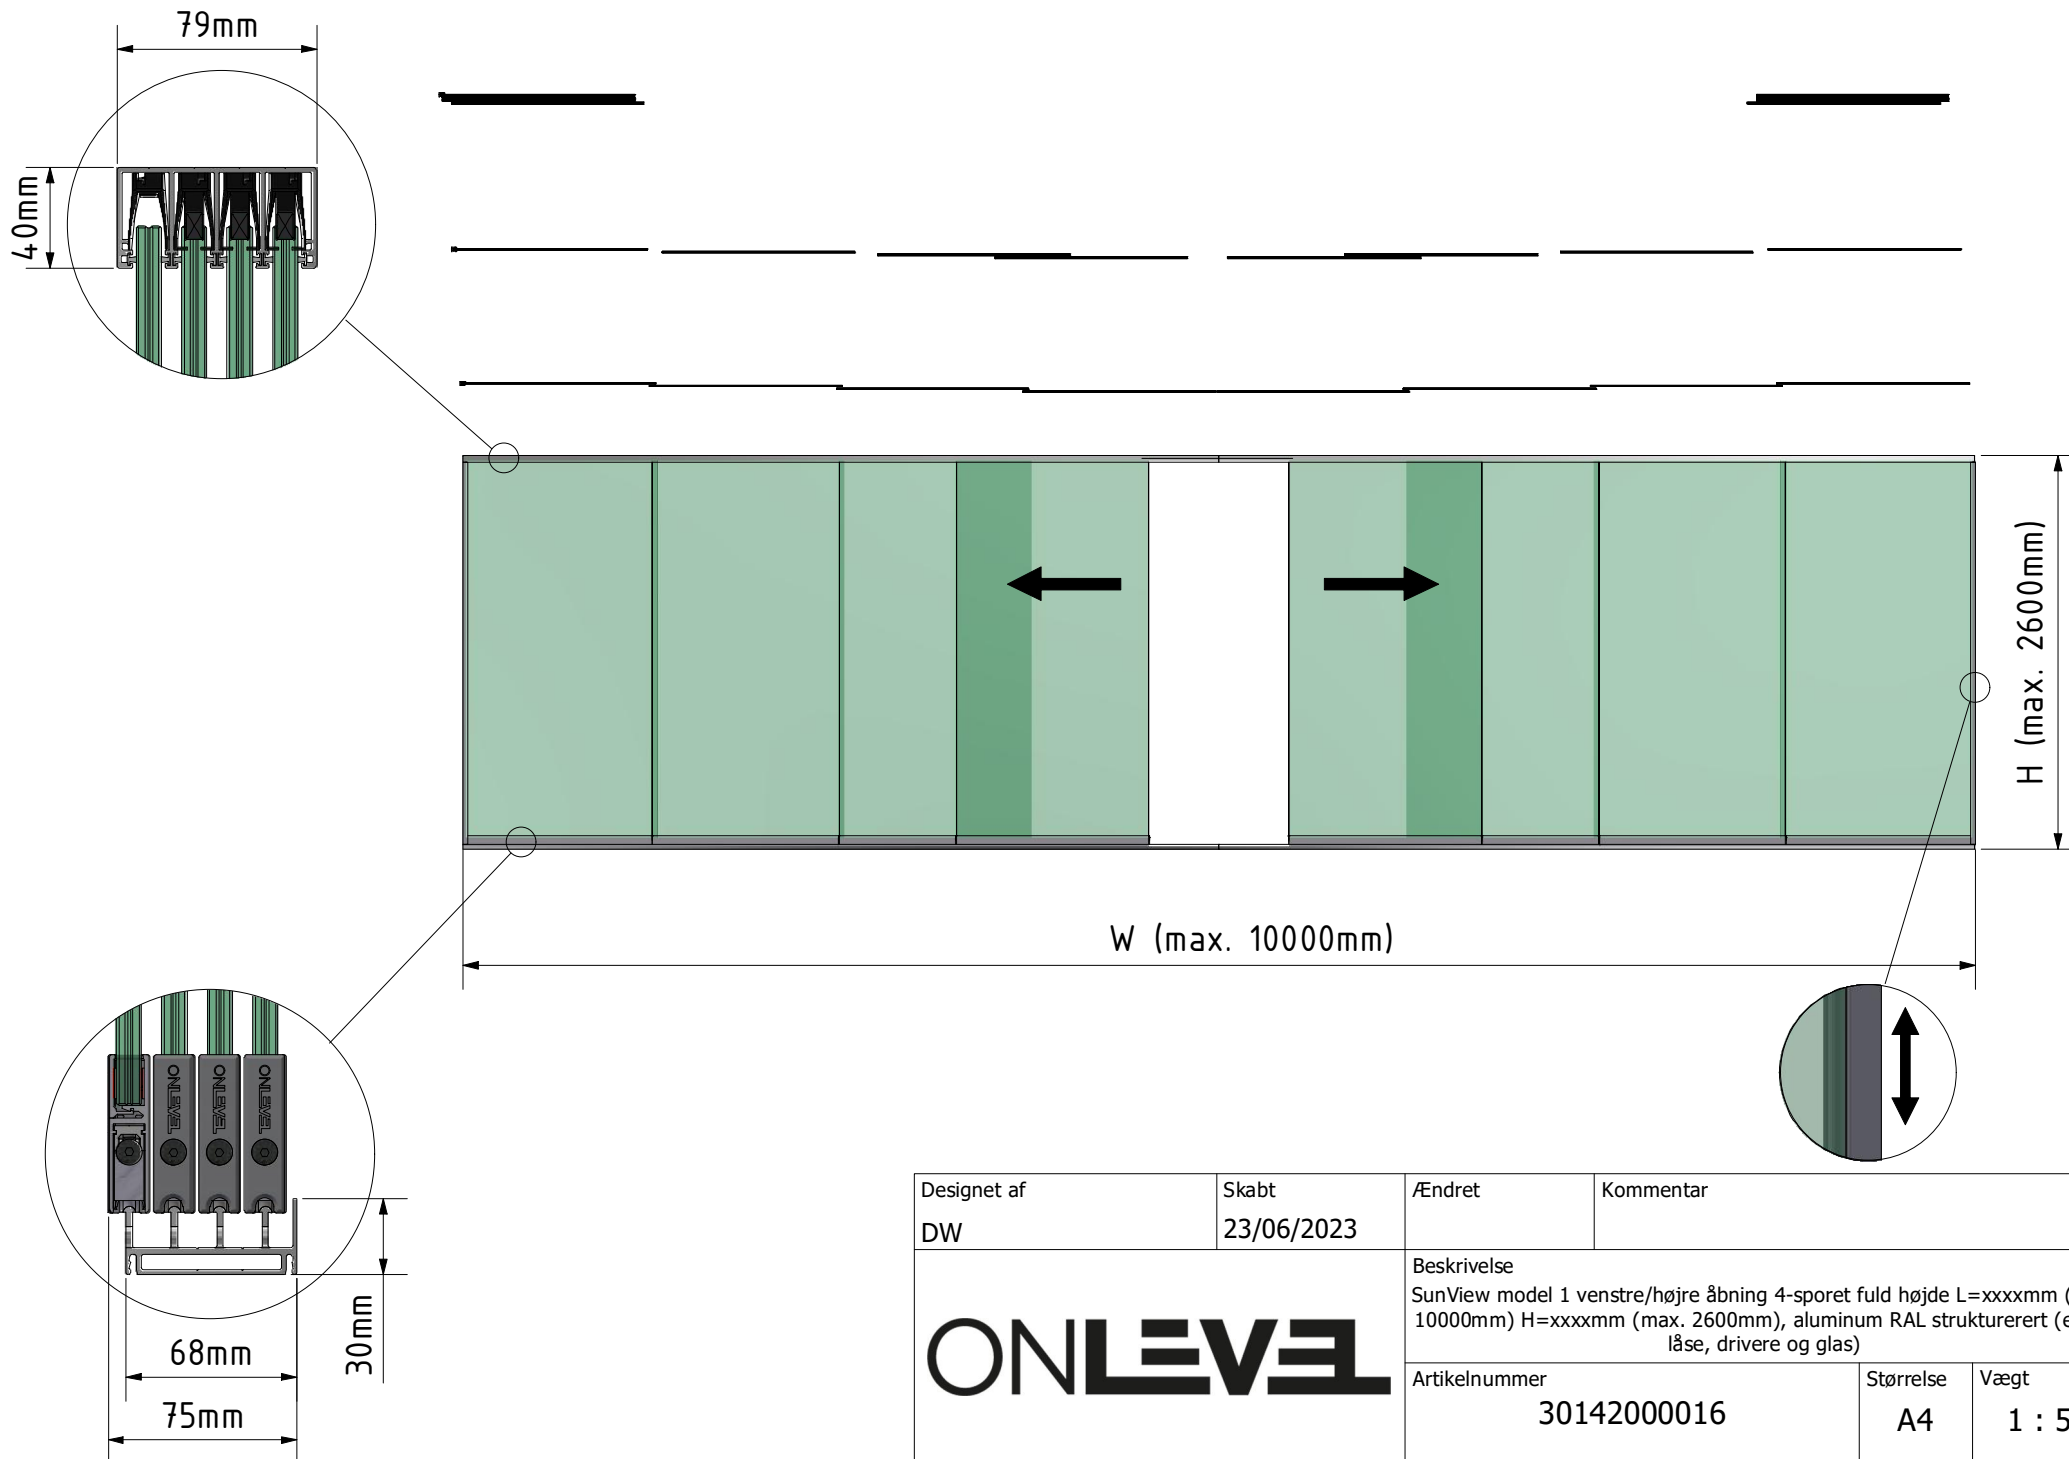 79mm
40mm
H (max. 2600mm)
W (max. 10000mm)
ONLEVEL
ONLEVEL
ONLEVEL
30mm
68mm
75mm
Designet af
DW
Skabt
23/06/2023
Ændret
Kommentar
ONLEVEL
Beskrivelse
SunView model 1 venstre/højre åbning 4-sporet fuld højde L=xxxxmm (
10000mm) H=xxxxmm (max. 2600mm), aluminum RAL strukturerert (e
låse, drivere og glas)
Artikelnummer
30142000016
Størrelse
A4
Vægt
1 : 5